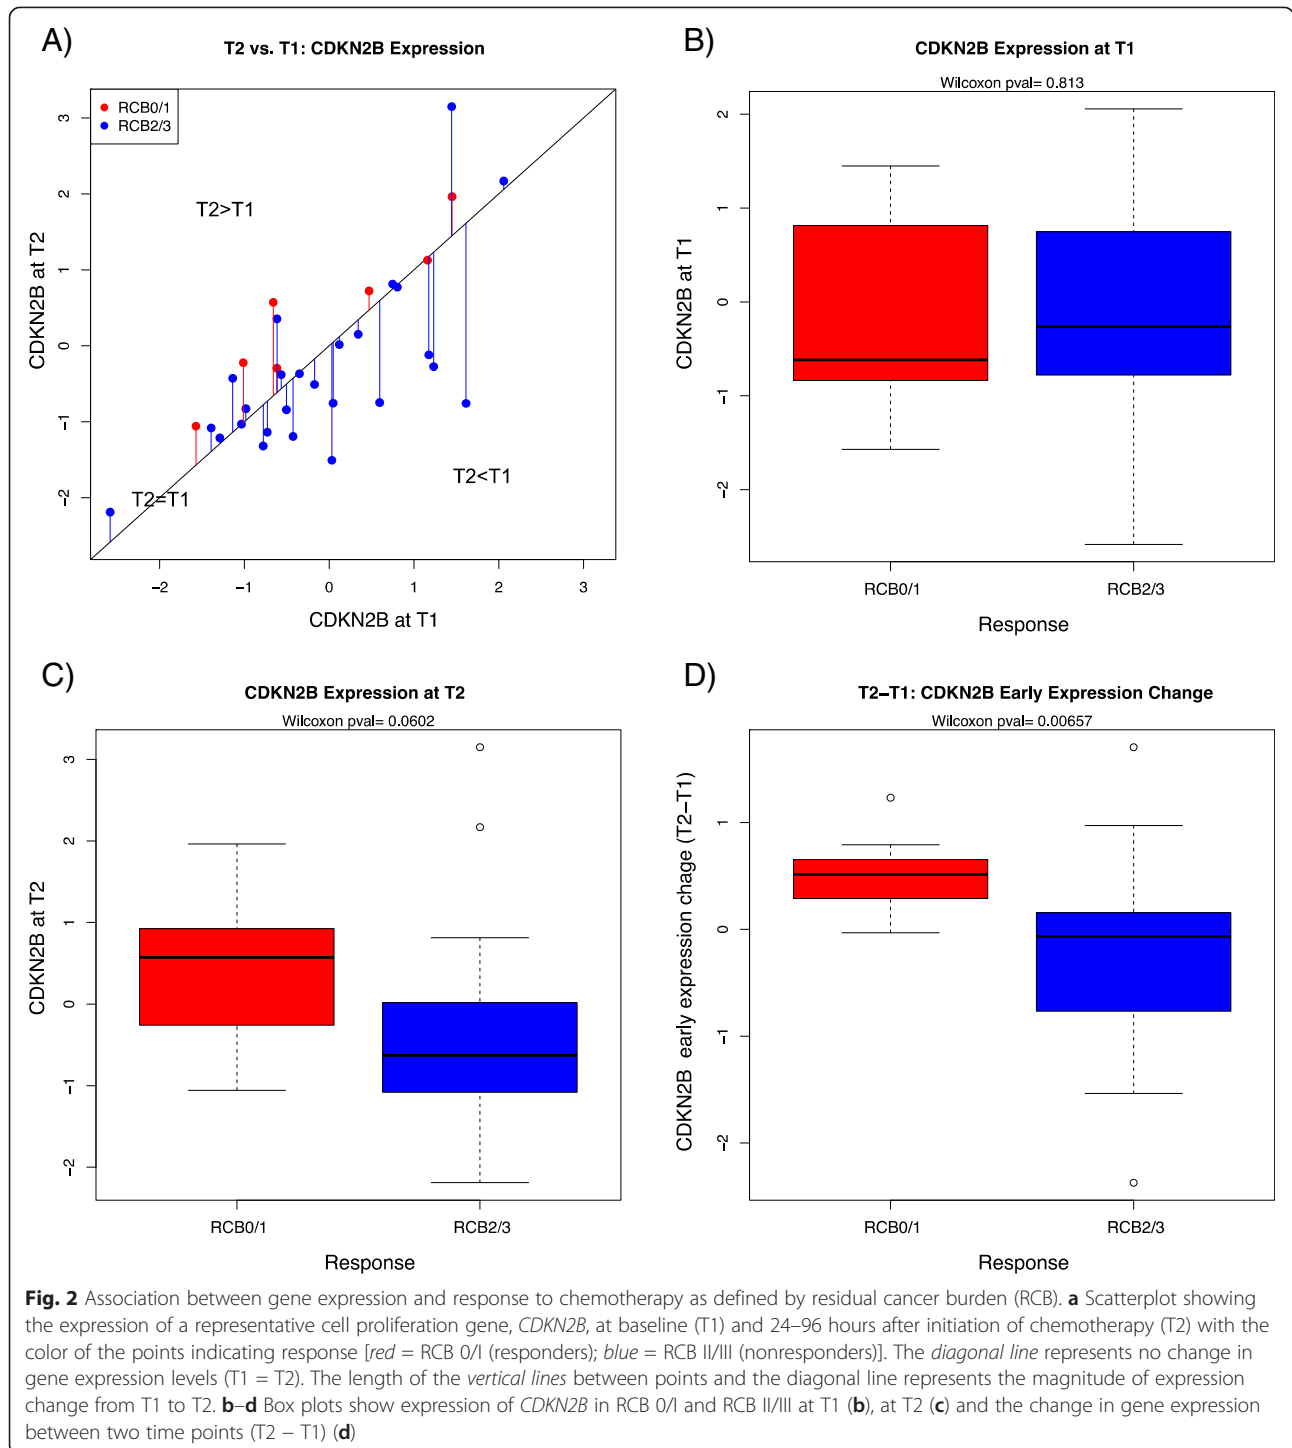 A)
T2 vs. T1: CDKN2B Expression
RCB0/1
RCB2/3
T2>T1
T2<T1
T2=T1
3
2
1
0
−1
−2
CDKN2B at T2
−2
−1
0
1
2
3
CDKN2B at T1
B)
CDKN2B Expression at T1
Wilcoxon pval= 0.813
2
1
0
−1
−2
CDKN2B at T1
RCB0/1
RCB2/3
Response
C)
CDKN2B Expression at T2
Wilcoxon pval= 0.0602
3
2
1
0
−1
−2
CDKN2B at T2
RCB0/1
RCB2/3
Response
D)
T2−T1: CDKN2B Early Expression Change
Wilcoxon pval= 0.00657
1
0
−1
−2
CDKN2B early expression chage (T2−T1)
RCB0/1
RCB2/3
Response
Fig. 2 Association between gene expression and response to chemotherapy as defined by residual cancer burden (RCB). a Scatterplot showing
the expression of a representative cell proliferation gene, CDKN2B, at baseline (T1) and 24–96 hours after initiation of chemotherapy (T2) with the
color of the points indicating response [red = RCB 0/I (responders); blue = RCB II/III (nonresponders)]. The diagonal line represents no change in
gene expression levels (T1 = T2). The length of the vertical lines between points and the diagonal line represents the magnitude of expression
change from T1 to T2. b–d Box plots show expression of CDKN2B in RCB 0/I and RCB II/III at T1 (b), at T2 (c) and the change in gene expression
between two time points (T2 − T1) (d)